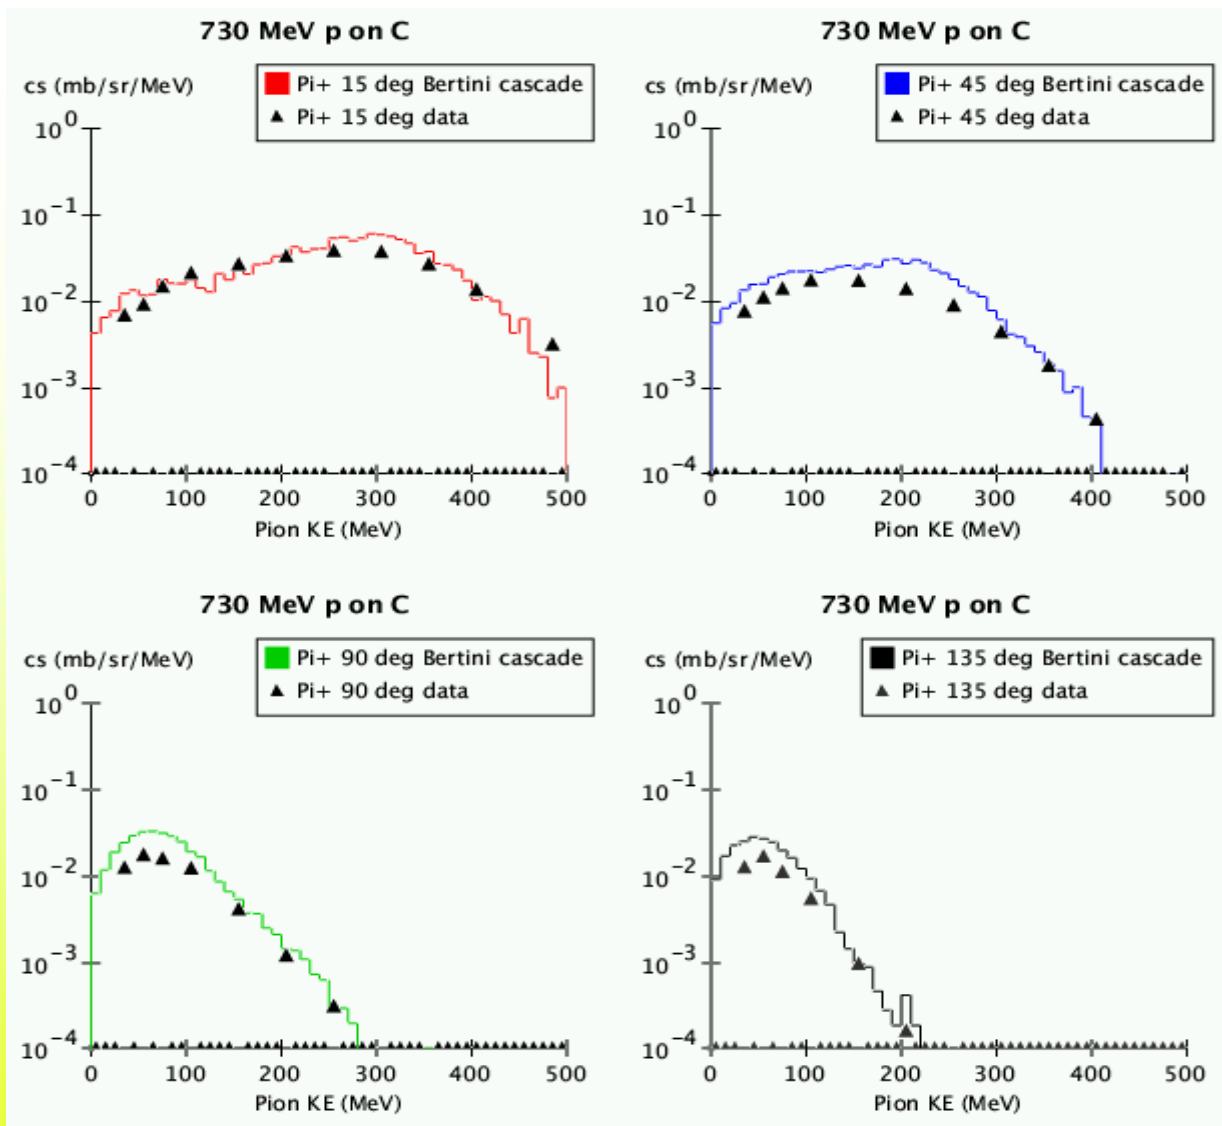 730 MeV p on C
cs (mb/sr/MeV)
Pi+ 15 deg Bertini cascade
Pi+ 15 deg data
10^0
10^-1
10^-2
10^-3
10^-4
0 100 200 300 400 500
Pion KE (MeV)
730 MeV p on C
cs (mb/sr/MeV)
Pi+ 45 deg Bertini cascade
Pi+ 45 deg data
10^0
10^-1
10^-2
10^-3
10^-4
0 100 200 300 400 500
Pion KE (MeV)
730 MeV p on C
cs (mb/sr/MeV)
Pi+ 90 deg Bertini cascade
Pi+ 90 deg data
10^0
10^-1
10^-2
10^-3
10^-4
0 100 200 300 400 500
Pion KE (MeV)
730 MeV p on C
cs (mb/sr/MeV)
Pi+ 135 deg Bertini cascade
Pi+ 135 deg data
10^0
10^-1
10^-2
10^-3
10^-4
0 100 200 300 400 500
Pion KE (MeV)